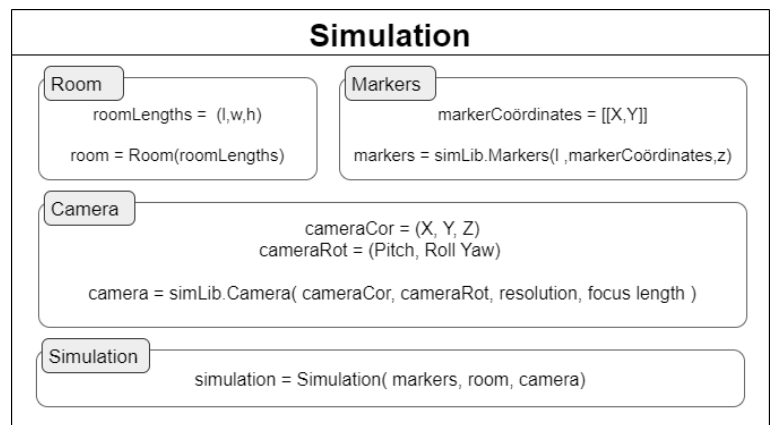 Simulation
Room
roomLengths = (l,w,h)
room = Room(roomLengths)
Markers
markerCoördinates = [[X,Y]]
markers = simLib.Markers(l ,markerCoördinates,z)
Camera
cameraCor = (X, Y, Z)
cameraRot = (Pitch, Roll Yaw)
camera = simLib.Camera( cameraCor, cameraRot, resolution, focus length )
Simulation
simulation = Simulation( markers, room, camera)